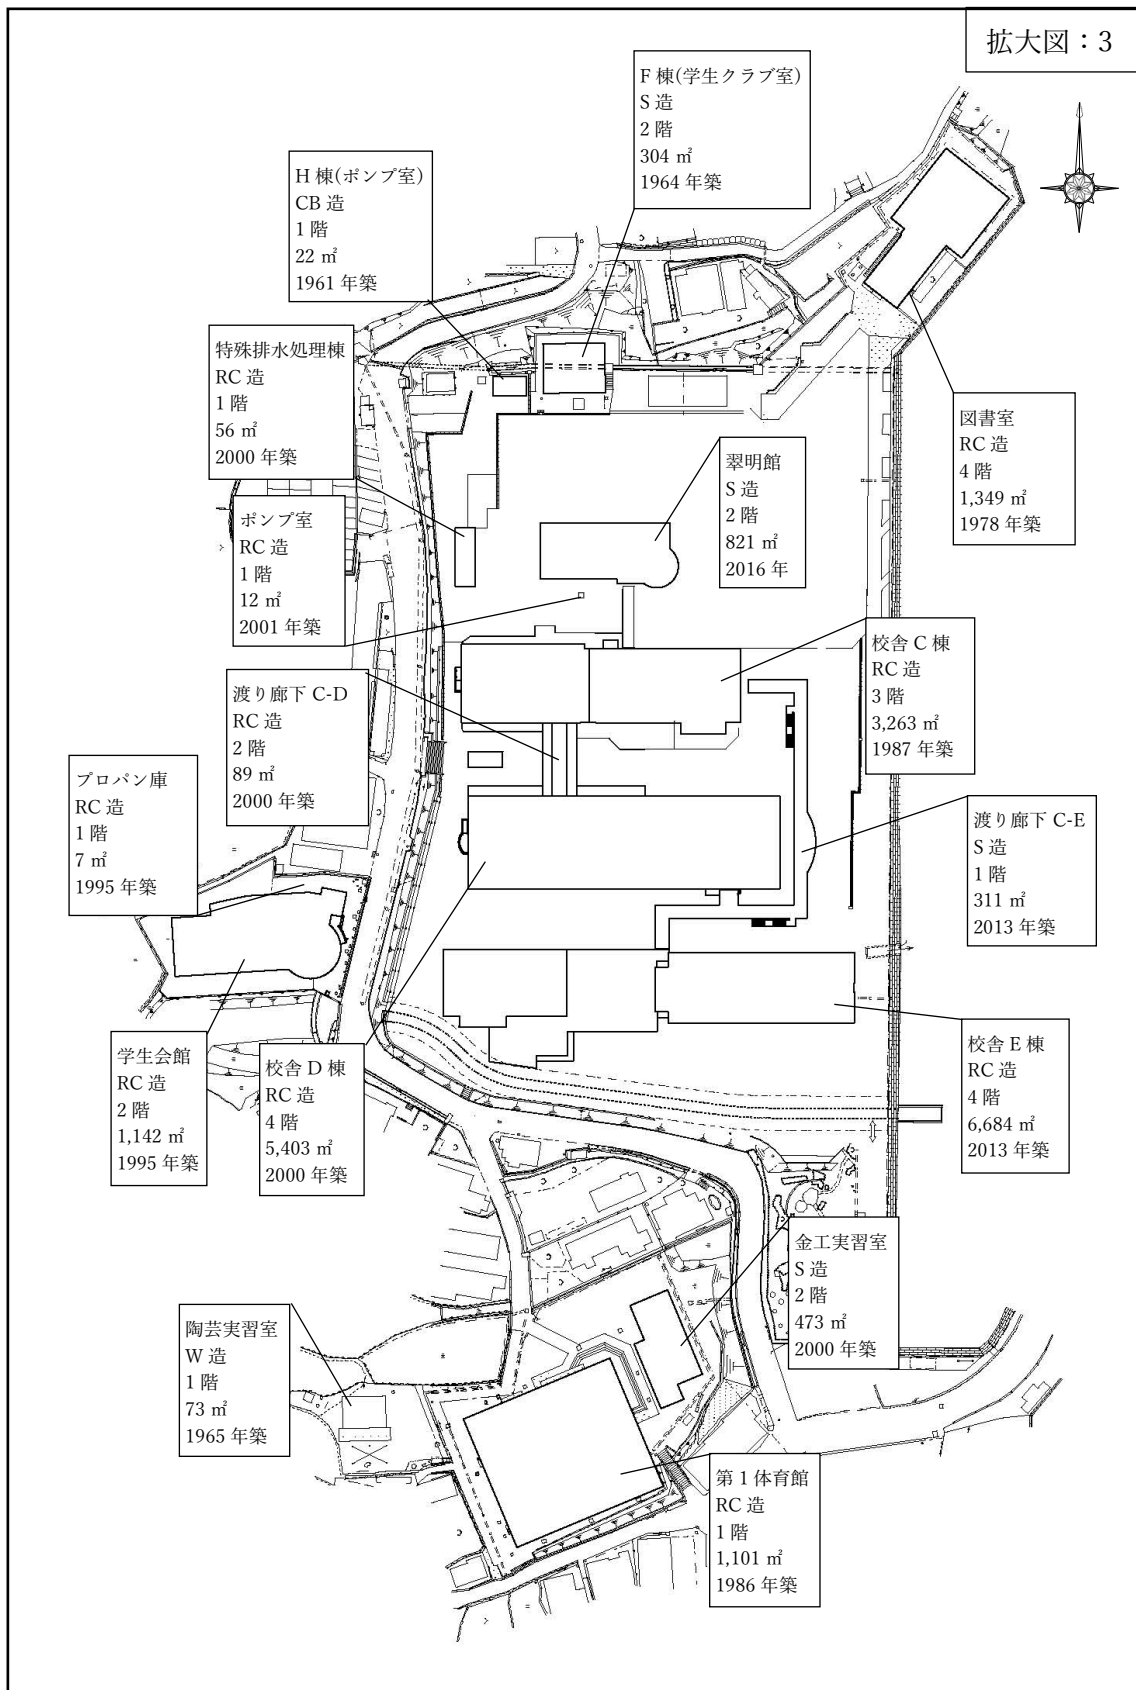 拡大図：3
F 棟(学生クラブ室)
S 造
2 階
304 ㎡
1964 年築
H 棟(ポンプ室)
CB 造
1 階
22 ㎡
1961 年築
特殊排水処理棟
RC 造
1 階
56 ㎡
2000 年築
図書室
RC 造
4 階
1,349 ㎡
1978 年築
翠明館
S 造
2 階
821 ㎡
2016 年
ポンプ室
RC 造
1 階
12 ㎡
2001 年築
校舎 C 棟
RC 造
3 階
3,263 ㎡
1987 年築
渡り廊下 C-D
RC 造
2 階
89 ㎡
2000 年築
プロパン庫
RC 造
1 階
7 ㎡
1995 年築
渡り廊下 C-E
S 造
1 階
311 ㎡
2013 年築
学生会館
RC 造
2 階
1,142 ㎡
1995 年築
校舎 D 棟
RC 造
4 階
5,403 ㎡
2000 年築
校舎 E 棟
RC 造
4 階
6,684 ㎡
2013 年築
金工実習室
S 造
2 階
473 ㎡
2000 年築
陶芸実習室
W 造
1 階
73 ㎡
1965 年築
第 1 体育館
RC 造
1 階
1,101 ㎡
1986 年築